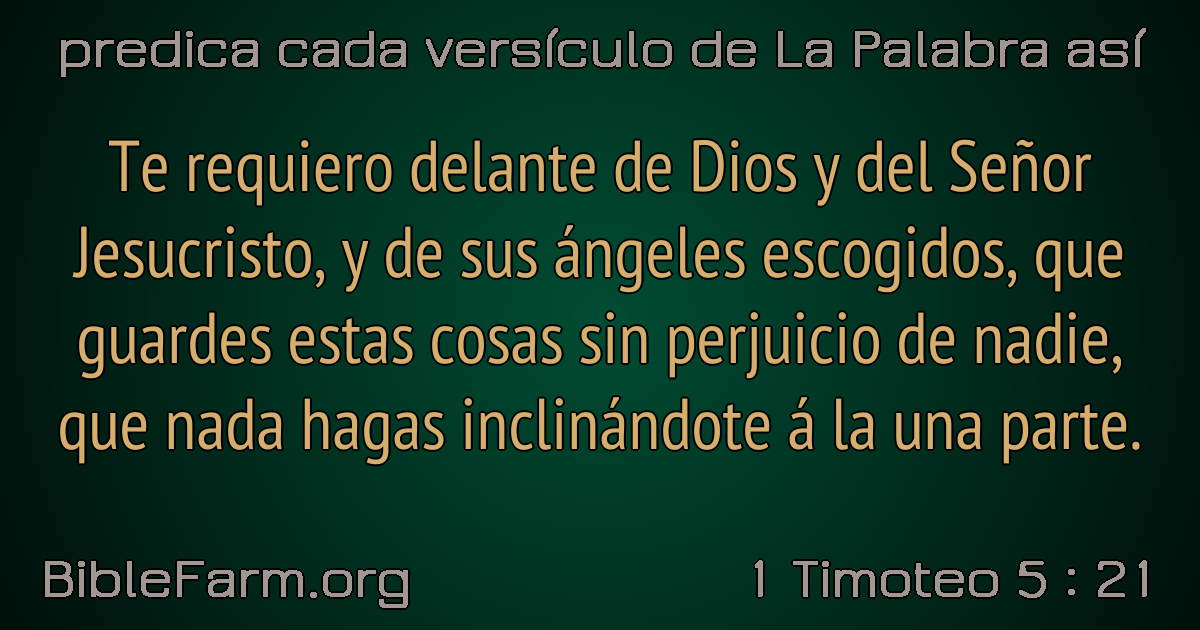 predica cada versículo de La Palabra así
Te requiero delante de Dios y del Señor
Jesucristo, y de sus ángeles escogidos, que
guardes estas cosas sin perjuicio de nadie,
que nada hagas inclinándote á la una parte.
BibleFarm.org
1 Timoteo 5 : 21